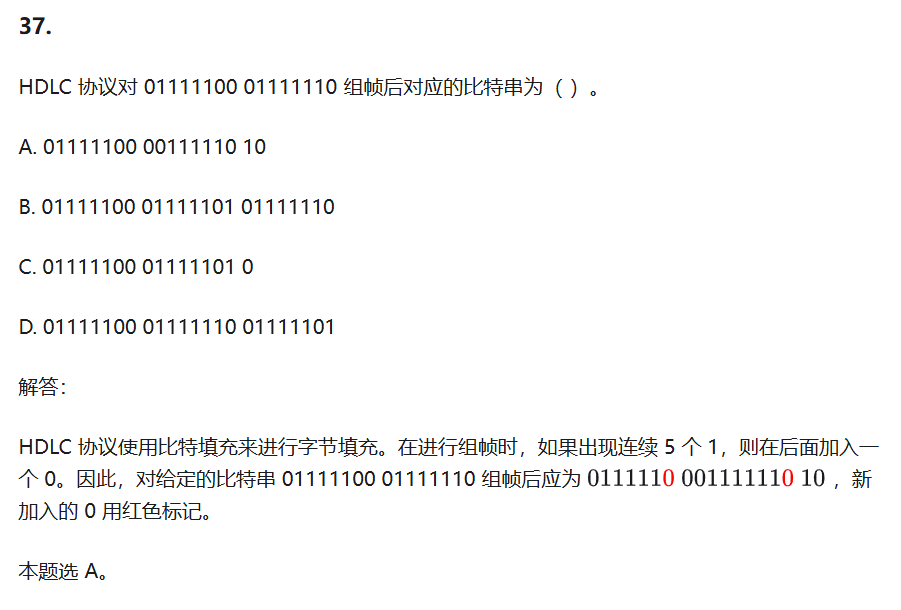 37.
HDLC 协议对 01111100 01111110 组帧后对应的比特串为（ ）。
A. 01111100 00111110 10
B. 01111100 01111101 01111110
C. 01111100 01111101 0
D. 01111100 01111110 01111101
解答：
HDLC 协议使用比特填充来进行字节填充。在进行组帧时，如果出现连续 5 个 1，则在后面加入一
个 0。因此，对给定的比特串 01111100 01111110 组帧后应为 0111110 001111110 10 ，新
加入的 0 用红色标记。
本题选 A。